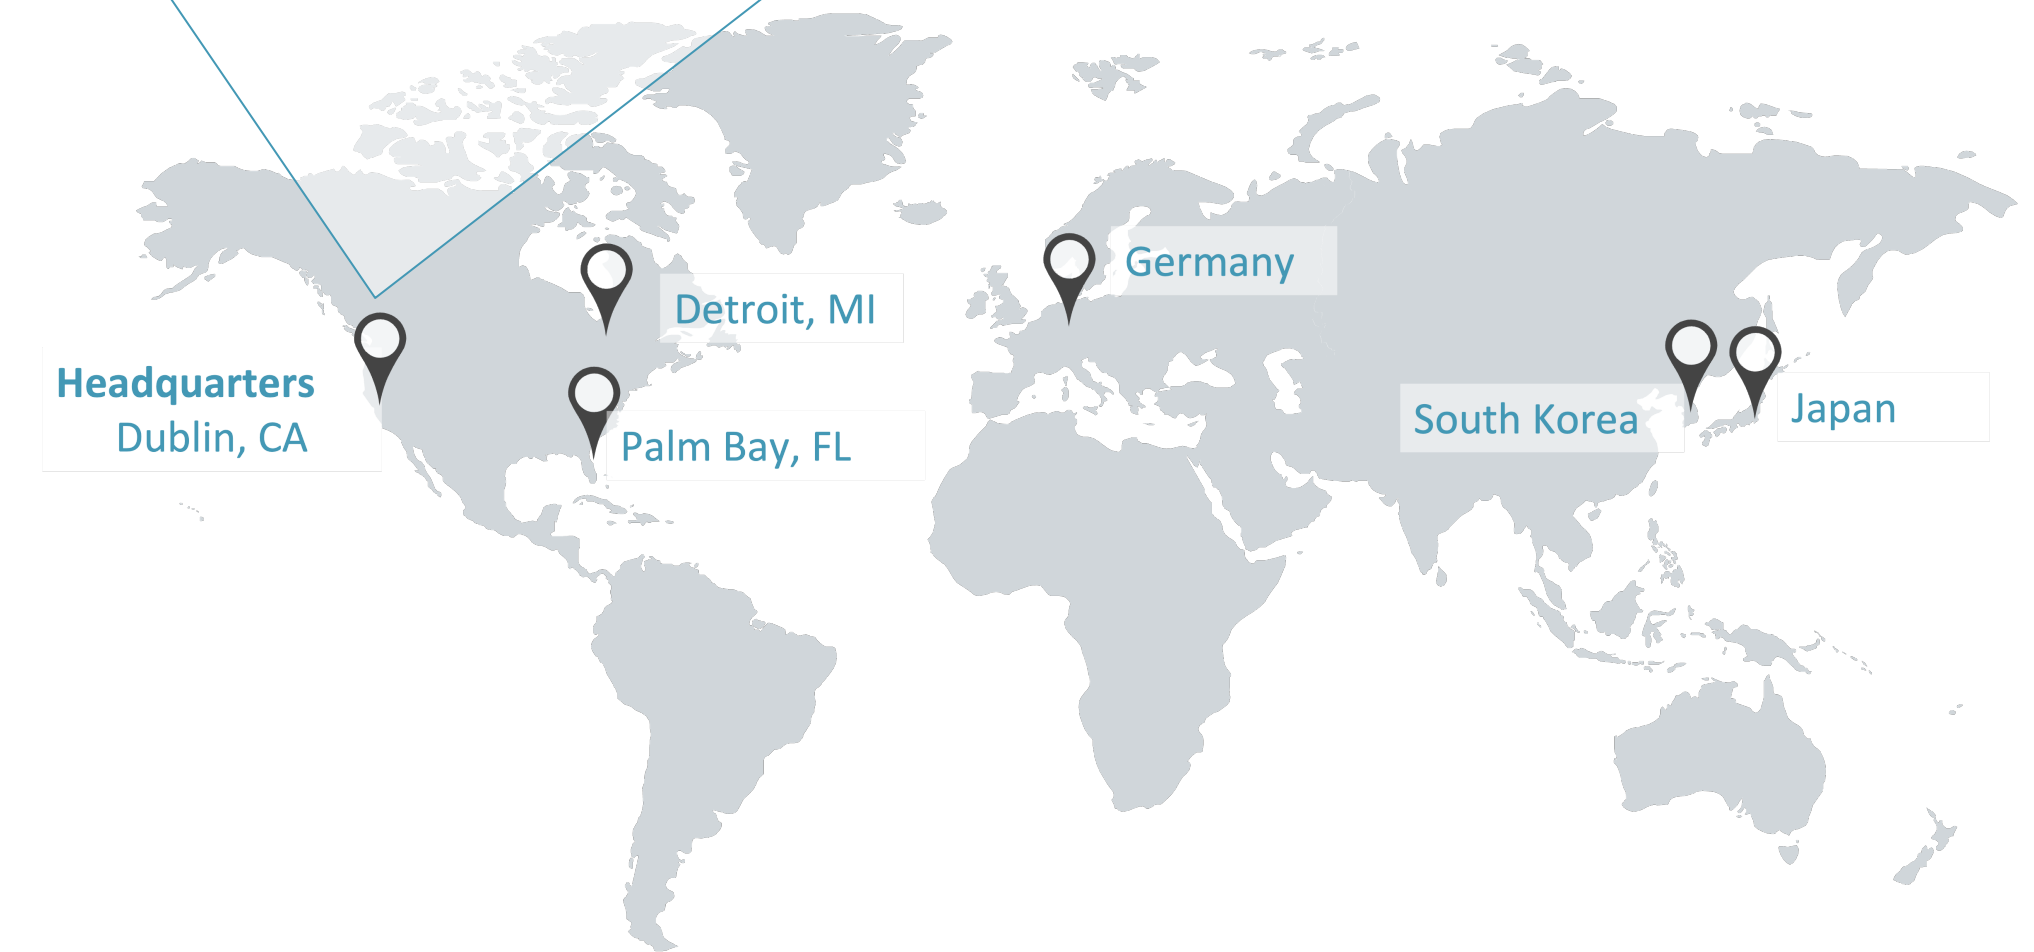 Germany
Detroit, MI
Headquarters
Dublin, CA
Palm Bay, FL
South Korea
Japan